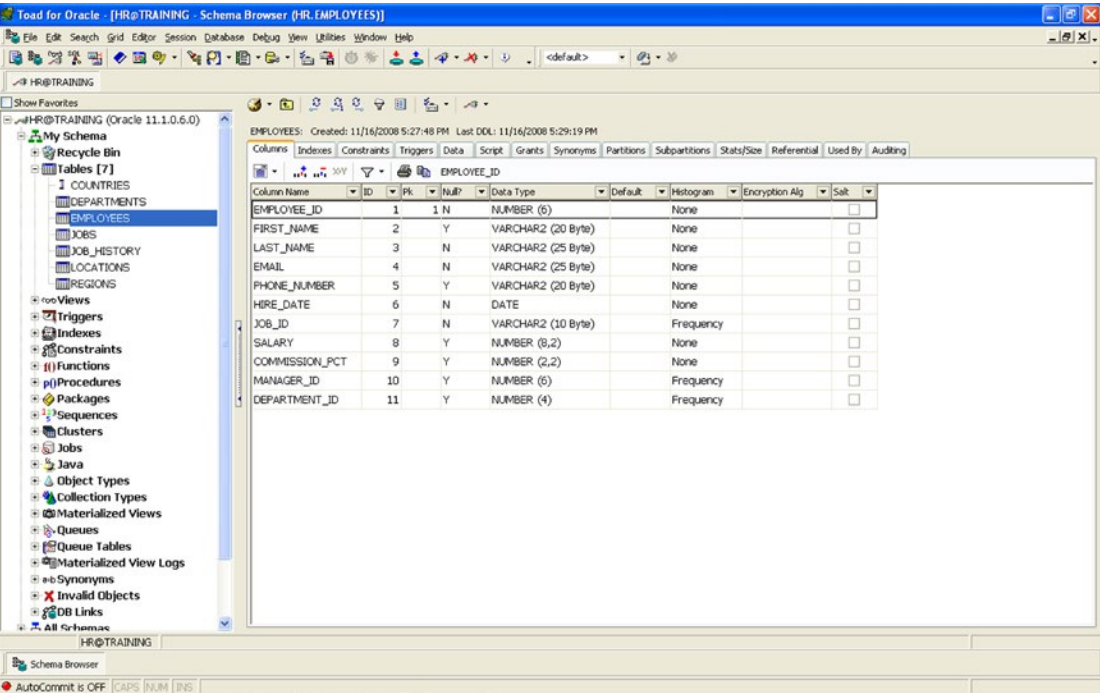 Toad for Oracle - [HR@TRAINING - Schema Browser (HR.EMPLOYEES)]
File Edit Search Grid Editor Session Database Debug View Utilities Window Help
<default>
HR@TRAINING
Show Favorites
HR@TRAINING (Oracle 11.1.0.6.0)
My Schema
Recycle Bin
Tables [7]
COUNTRIES
DEPARTMENTS
EMPLOYEES
JOBS
JOB_HISTORY
LOCATIONS
REGIONS
Views
Triggers
Indexes
Constraints
Functions
Procedures
Packages
Sequences
Clusters
Jobs
Java
Object Types
Collection Types
Materialized Views
Queues
Queue Tables
Materialized View Logs
Synonyms
Invalid Objects
DB Links
All Schemas
EMPLOYEES: Created: 11/16/2008 5:27:48 PM Last DDL: 11/16/2008 5:29:19 PM
Columns Indexes Constraints Triggers Data Script Grants Synonyms Partitions Subpartitions Stats/Size Referential Used By Auditing
EMPLOYEE_ID
Column Name ID Pk Null? Data Type Default Histogram Encryption Alg Salt
EMPLOYEE_ID 1 1 N NUMBER (6) None
FIRST_NAME 2 Y VARCHAR2 (20 Byte) None
LAST_NAME 3 N VARCHAR2 (25 Byte) None
EMAIL 4 N VARCHAR2 (25 Byte) None
PHONE_NUMBER 5 Y VARCHAR2 (20 Byte) None
HIRE_DATE 6 N DATE None
JOB_ID 7 N VARCHAR2 (10 Byte) Frequency
SALARY 8 Y NUMBER (8,2) None
COMMISSION_PCT 9 Y NUMBER (2,2) None
MANAGER_ID 10 Y NUMBER (6) Frequency
DEPARTMENT_ID 11 Y NUMBER (4) Frequency
HR@TRAINING
Schema Browser
AutoCommit is OFF CAPS NUM INS